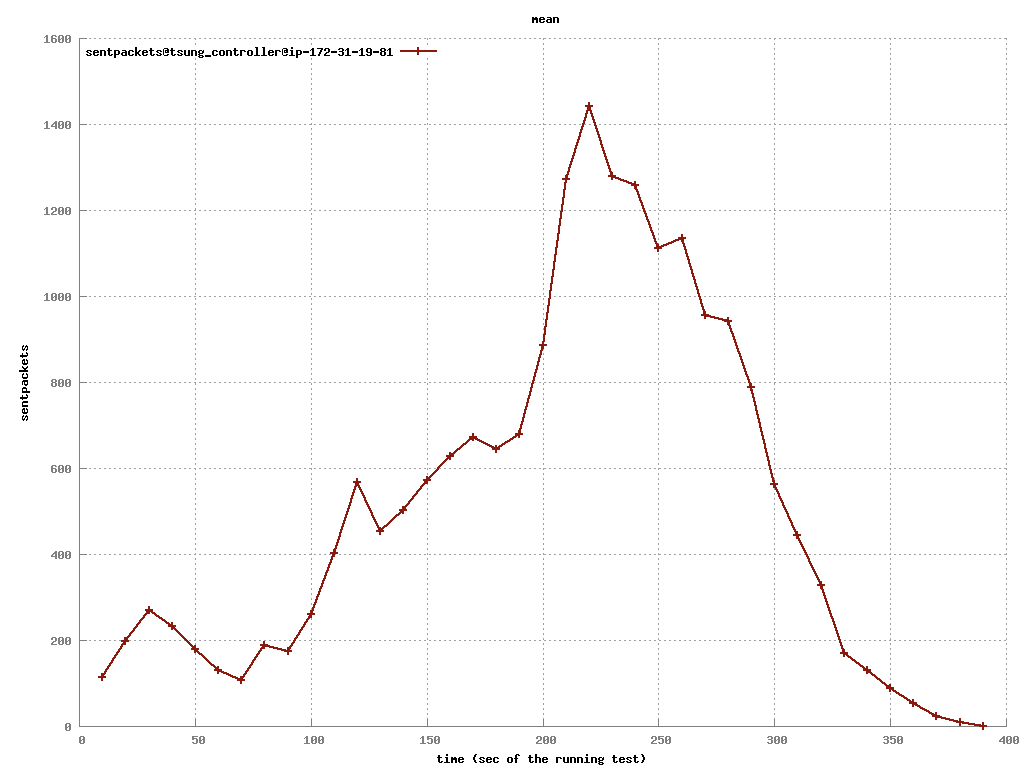 mean
1600
sentpackets@tsung_controller@ip-172-31-19-81
1400
1200
1000
800
600
400
200
0
sentpackets
0 50 100 150 200 250 300 350 400
time (sec of the running test)